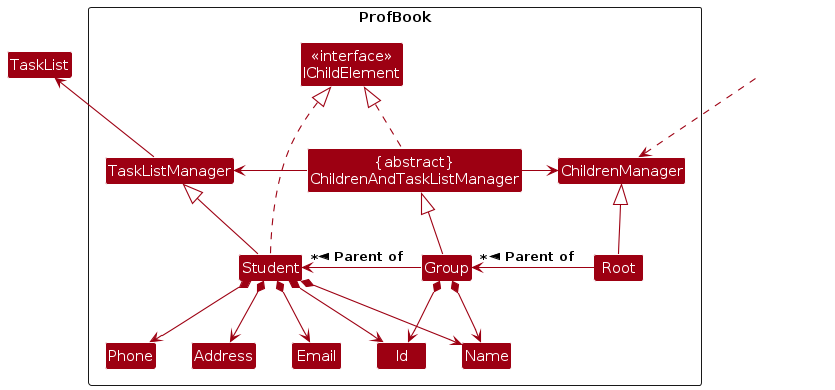 ProfBook
«interface»
IChildElement
TaskList
TaskListManager
{abstract}
ChildrenAndTaskListManager
ChildrenManager
*◄ Parent of
*◄ Parent of
Student
Group
Root
Phone
Address
Email
Id
Name